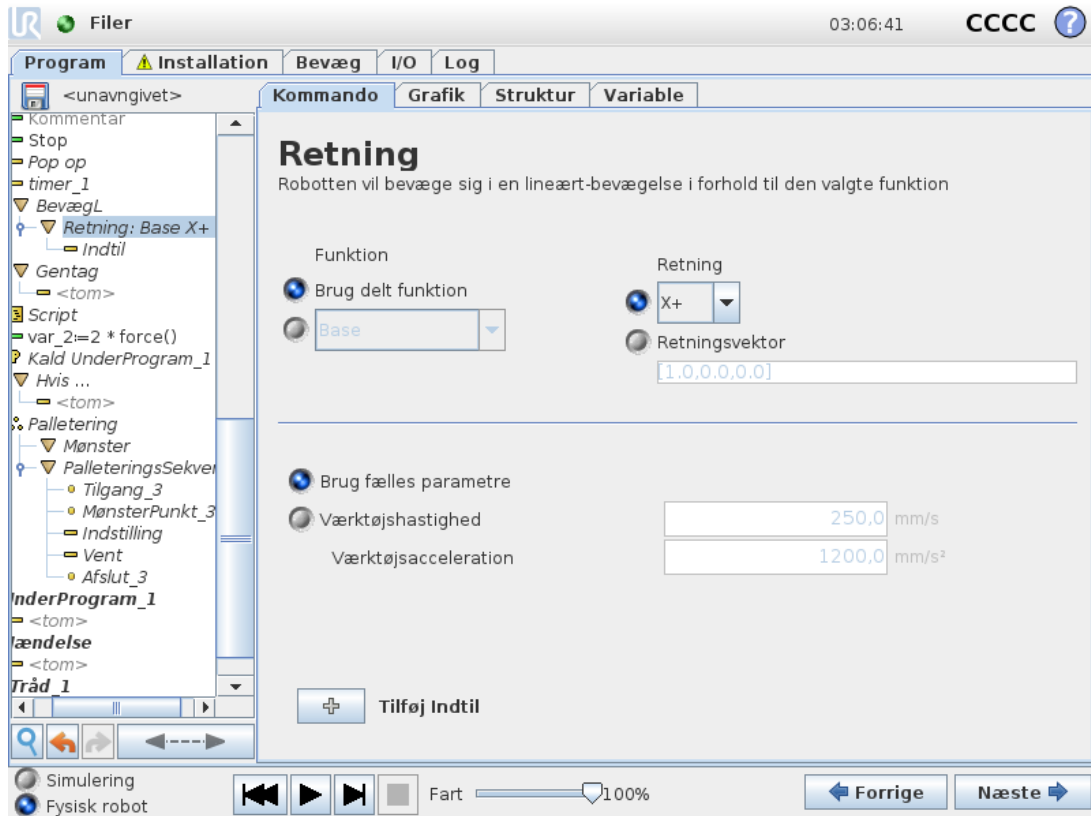 UR Filer 03:06:41 CCCC ?
Program Installation Bevæg I/O Log
<unavngivet> Kommando Grafik Struktur Variable
Kommentar
Stop
Pop op
timer_1
BevægL
Retning: Base X+
Indtil
Gentag
<tom>
Script
var_2:=2 * force()
Kald UnderProgram_1
Hvis ...
<tom>
Palletering
Mønster
PalleteringsSekver
Tilgang_3
MønsterPunkt_3
Indstilling
Vent
Afslut_3
nderProgram_1
<tom>
ændelse
<tom>
Tråd_1
Retning
Robotten vil bevæge sig i en lineært-bevægelse i forhold til den valgte funktion
Funktion
Brug delt funktion
Base
Retning
X+
Retningsvektor
[1.0,0.0,0.0]
Brug fælles parametre
Værktøjshastighed 250,0 mm/s
Værktøjsacceleration 1200,0 mm/s²
Tilføj Indtil
Simulering
Fysisk robot
Fart 100%
Forrige Næste